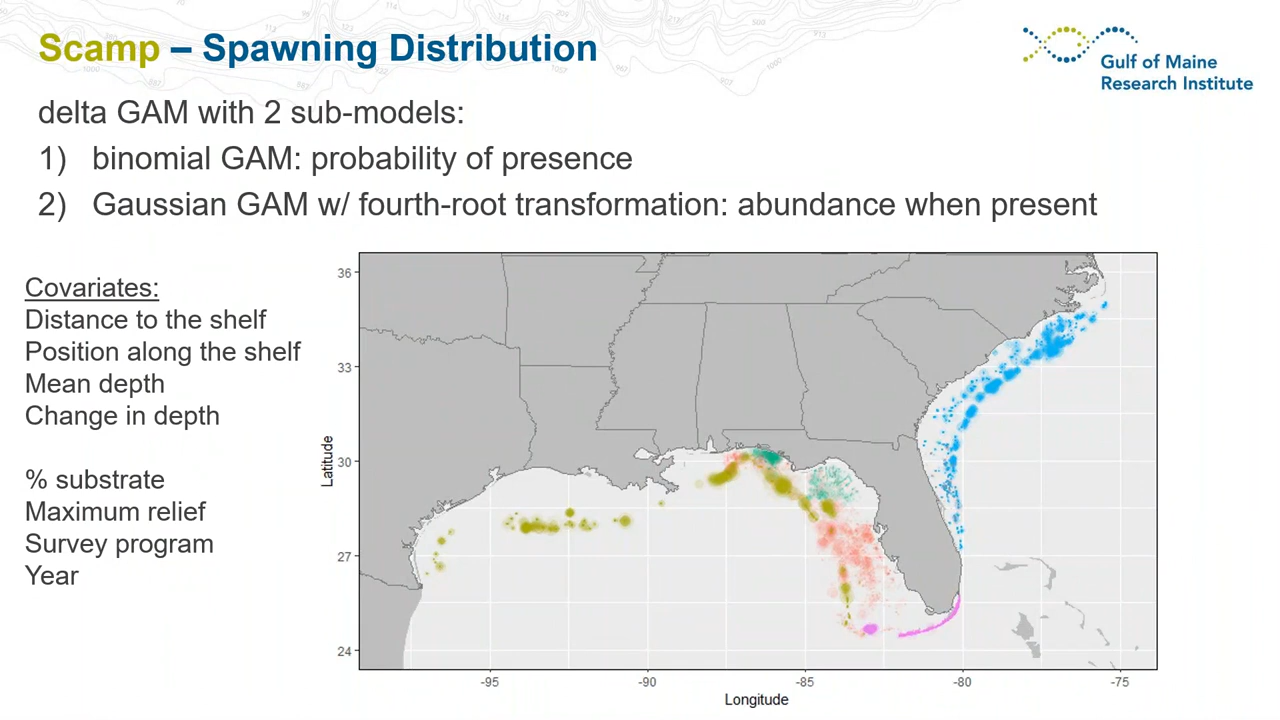 Scamp – Spawning Distribution
Gulf of Maine
Research Institute
delta GAM with 2 sub-models:
1) binomial GAM: probability of presence
2) Gaussian GAM w/ fourth-root transformation: abundance when present
Covariates:
Distance to the shelf
Position along the shelf
Mean depth
Change in depth
% substrate
Maximum relief
Survey program
Year
Latitude
36
33
30
27
24
-95
-90
-85
-80
-75
Longitude